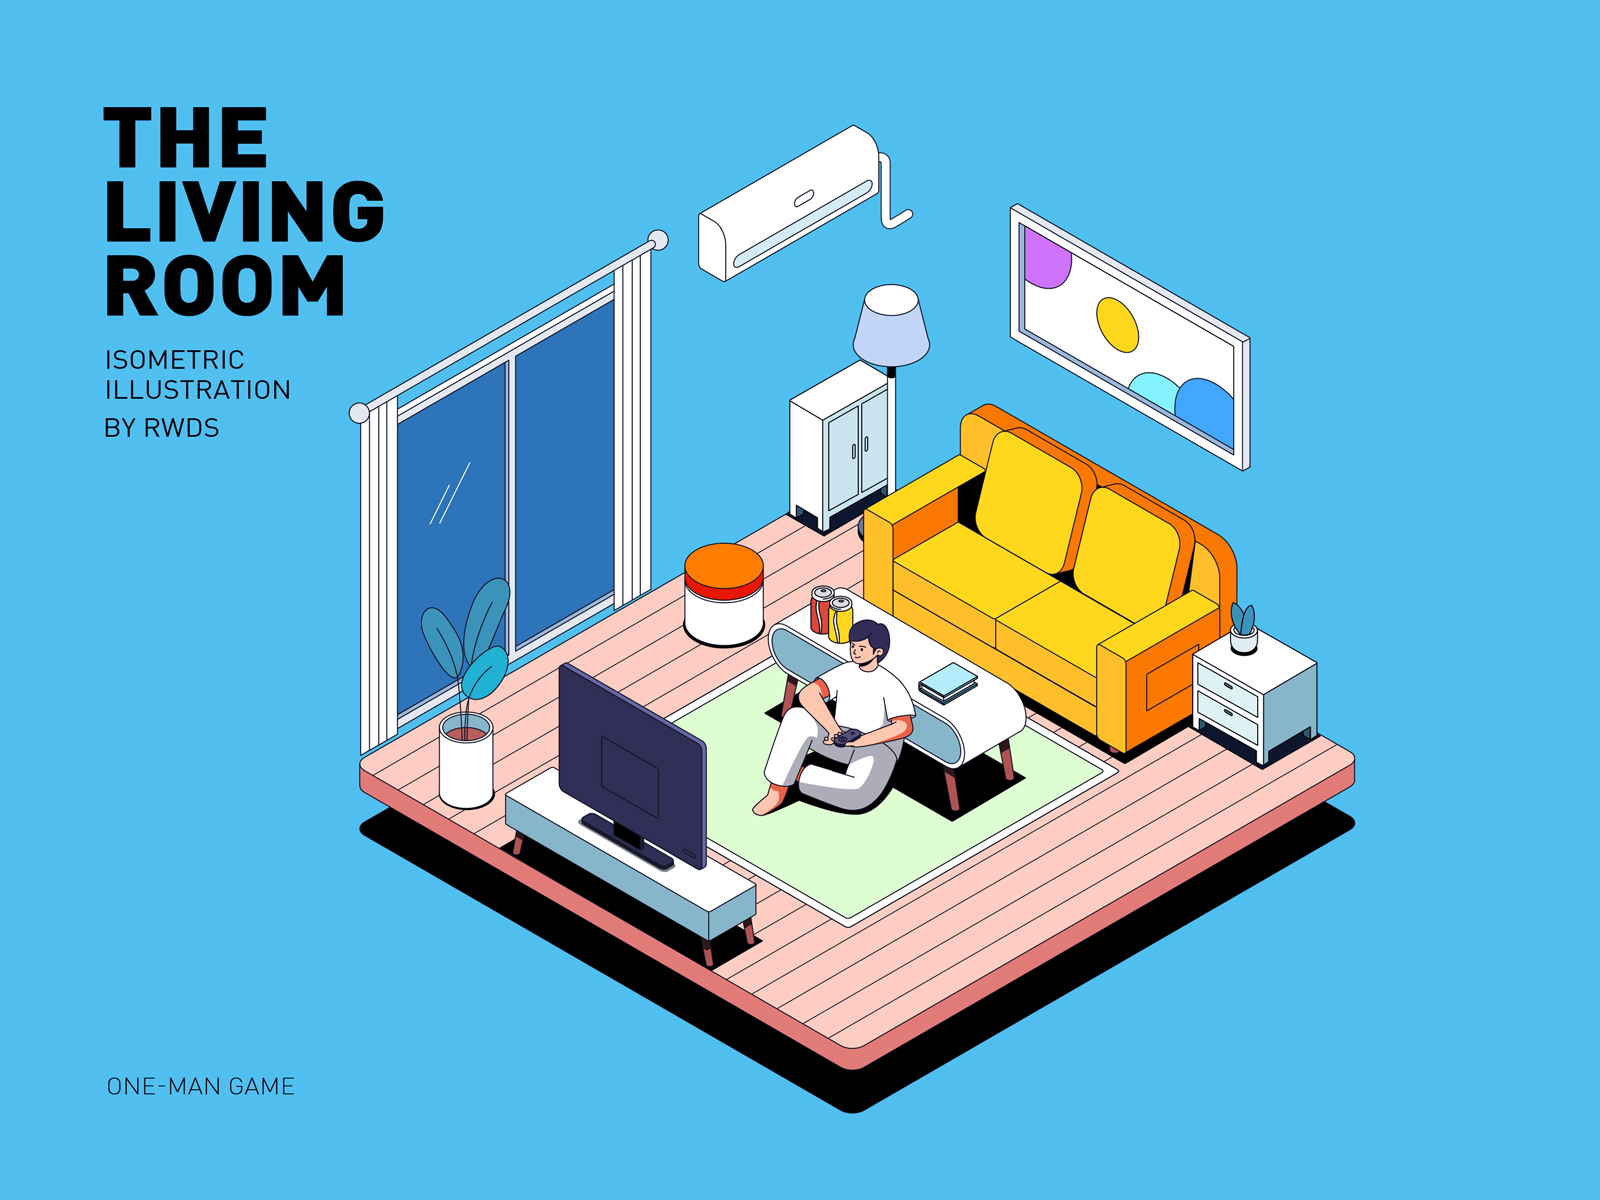 THE
LIVING
ROOM
ISOMETRIC
ILLUSTRATION
BY RWDS
ONE-MAN GAME